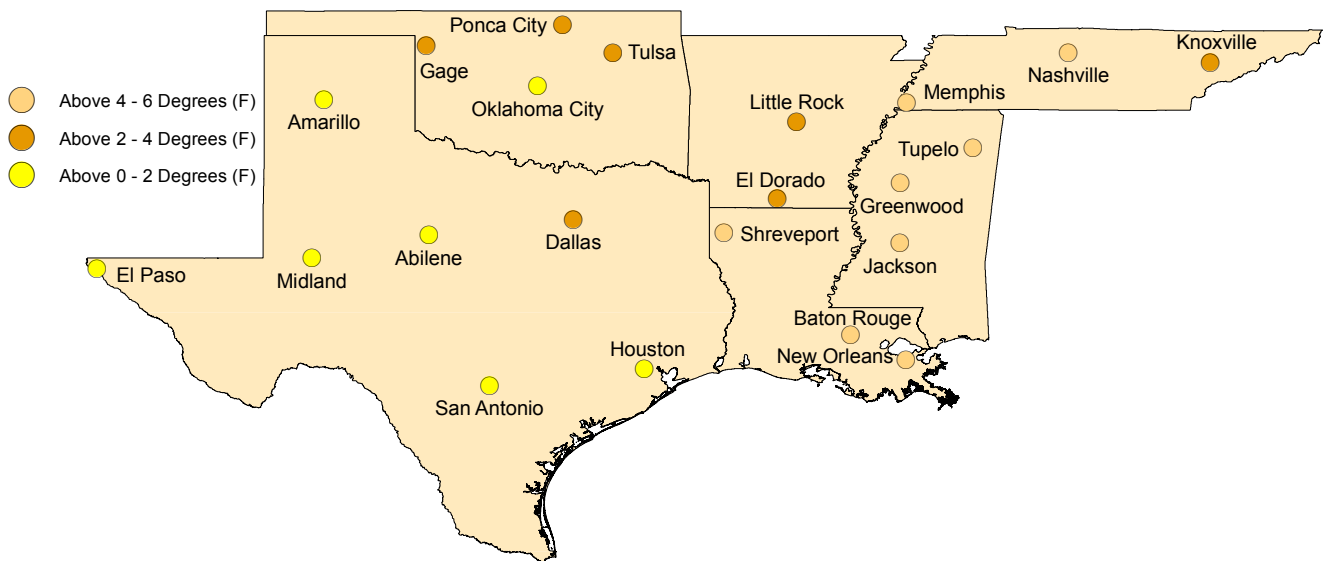 Above 4 - 6 Degrees (F)
Above 2 - 4 Degrees (F)
Above 0 - 2 Degrees (F)
Ponca City
Tulsa
Gage
Oklahoma City
Amarillo
Knoxville
Nashville
Memphis
Little Rock
Tupelo
El Dorado
Greenwood
Shreveport
Jackson
Dallas
Abilene
El Paso
Midland
Baton Rouge
New Orleans
Houston
San Antonio